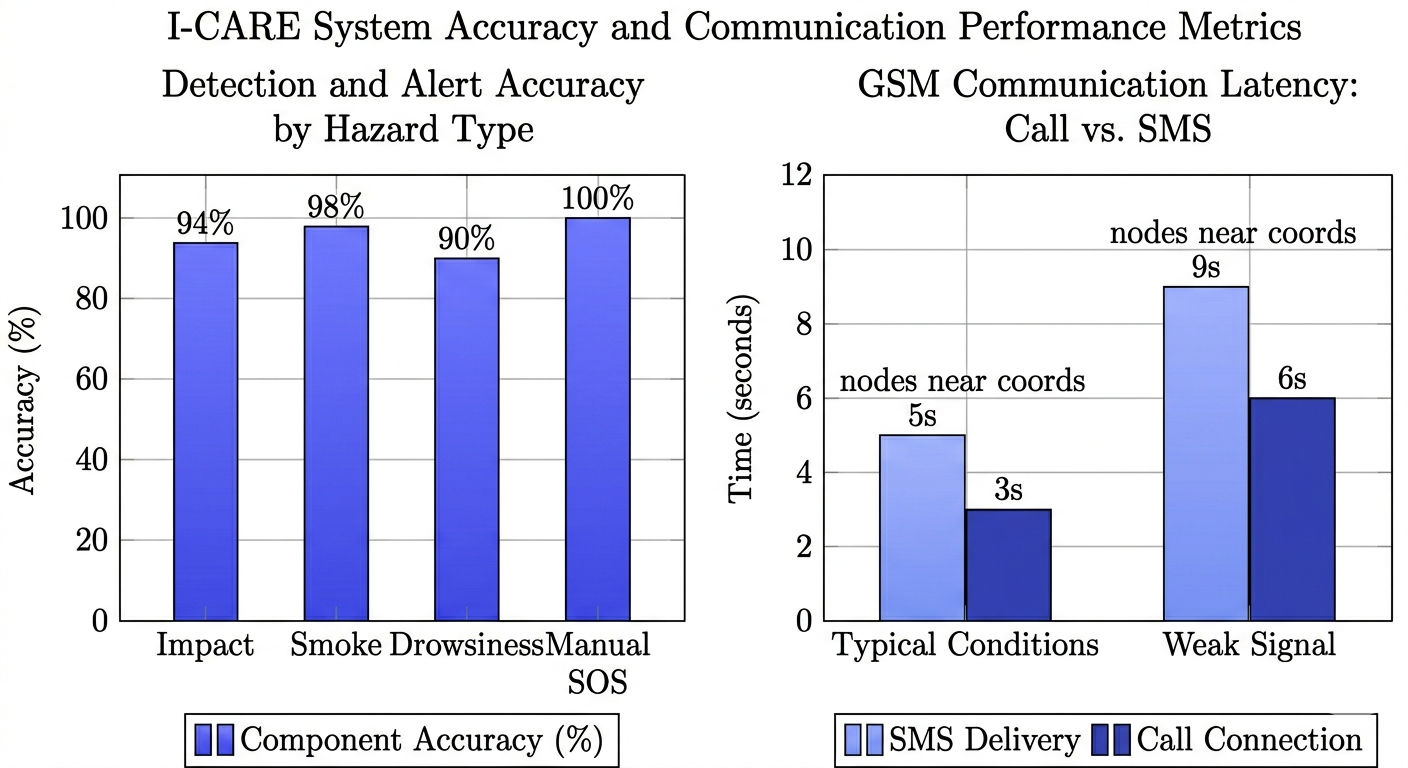 I-CARE System Accuracy and Communication Performance Metrics
Detection and Alert Accuracy
by Hazard Type
Accuracy (%)
100
80
60
40
20
0
94%
98%
90%
100%
Impact
Smoke
Drowsiness
Manual
SOS
Component Accuracy (%)
GSM Communication Latency:
Call vs. SMS
Time (seconds)
12
10
8
6
4
2
0
nodes near coords
5s
3s
nodes near coords
9s
6s
Typical Conditions
Weak Signal
SMS Delivery
Call Connection